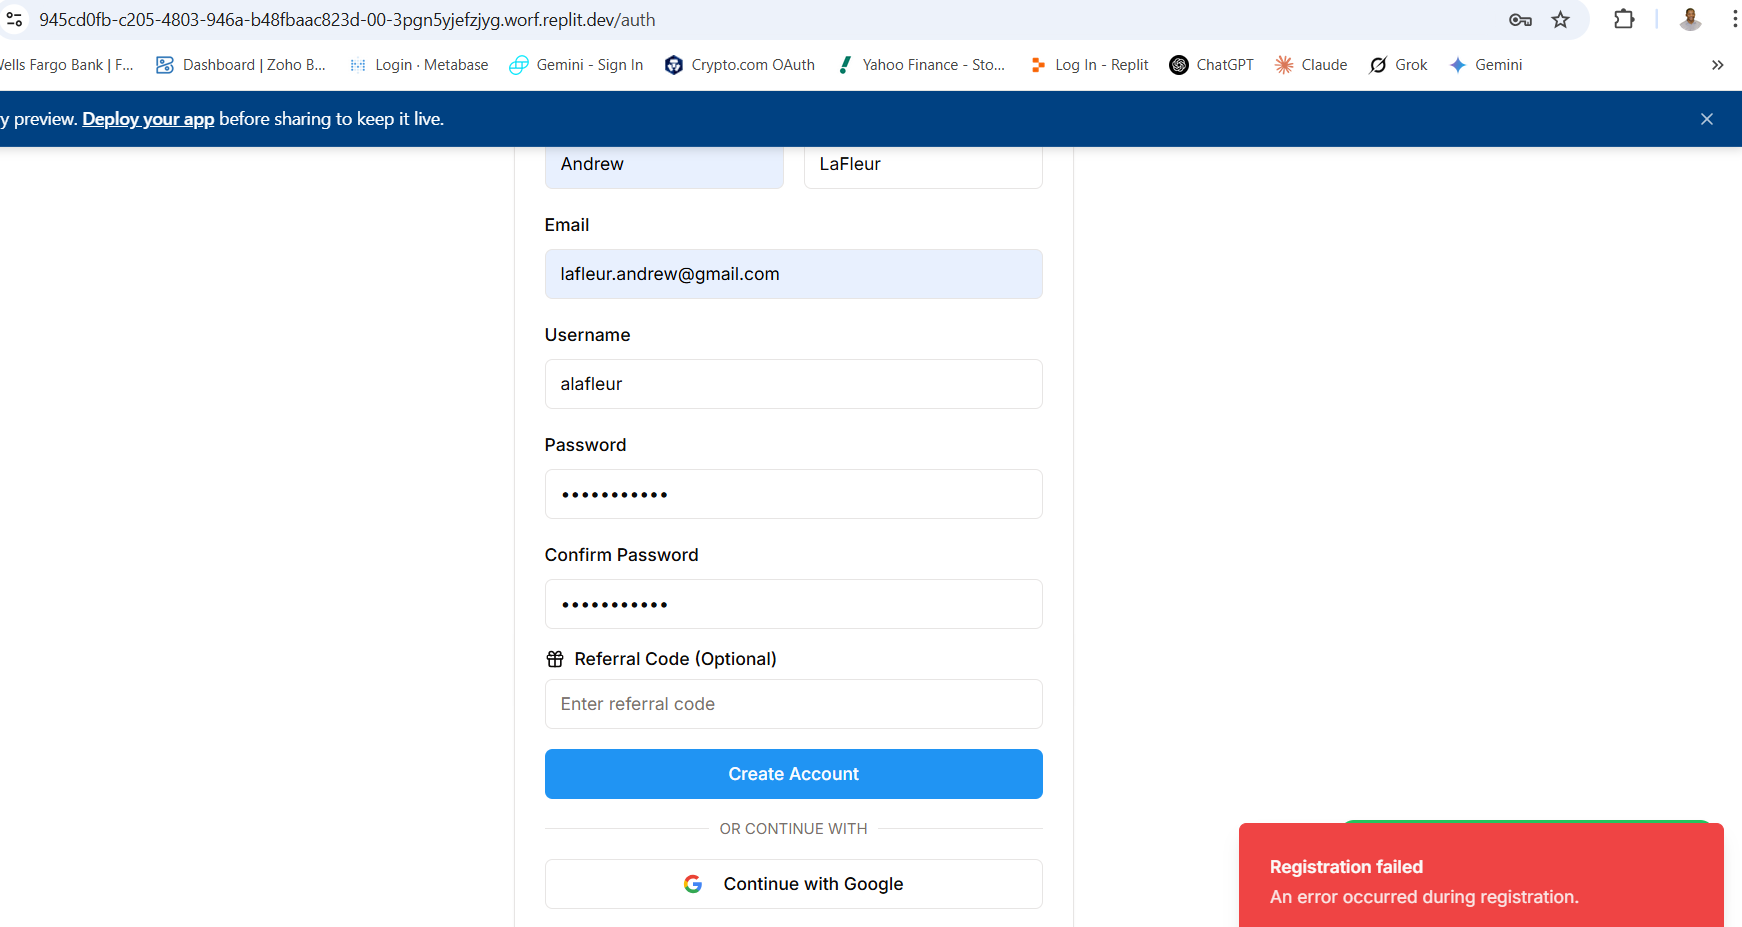 945cd0fb-c205-4803-946a-b48fbaac823d-00-3pgn5yjefzjyg.worf.replit.dev/auth
ells Fargo Bank | F... Dashboard | Zoho B... Login · Metabase Gemini - Sign In Crypto.com OAuth Yahoo Finance - Sto... Log In - Replit ChatGPT Claude Grok Gemini
y preview. Deploy your app before sharing to keep it live.
Andrew LaFleur
Email
lafleur.andrew@gmail.com
Username
alafleur
Password
•••••••••••
Confirm Password
•••••••••••
Referral Code (Optional)
Enter referral code
Create Account
OR CONTINUE WITH
Continue with Google
Registration failed
An error occurred during registration.